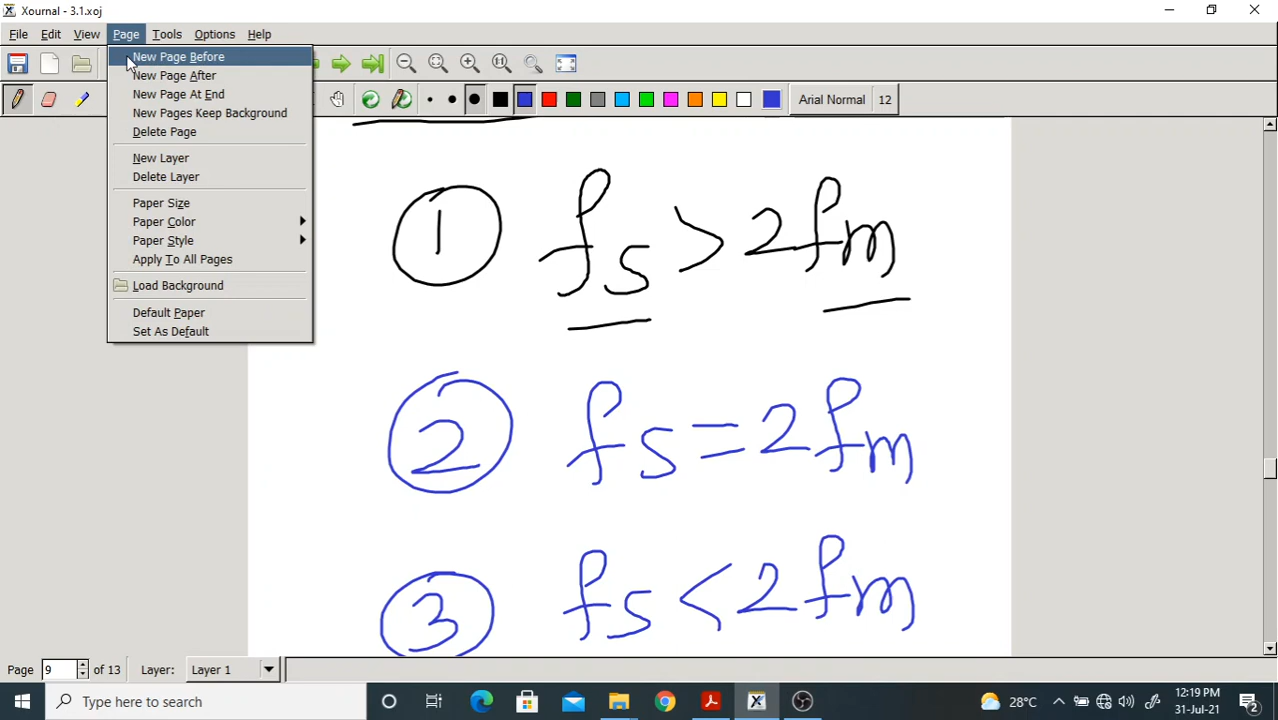 Xournal - 3.1.xoj
File Edit View Page Tools Options Help
New Page Before
New Page After
New Page At End
New Pages Keep Background
Delete Page
New Layer
Delete Layer
Paper Size
Paper Color
Paper Style
Apply To All Pages
Load Background
Default Paper
Set As Default
Arial Normal 12
1 fs > 2fm
2 fs = 2fm
3 fs < 2fm
Page 9 of 13 Layer: Layer 1
Type here to search
28°C
12:19 PM
31-Jul-21
2